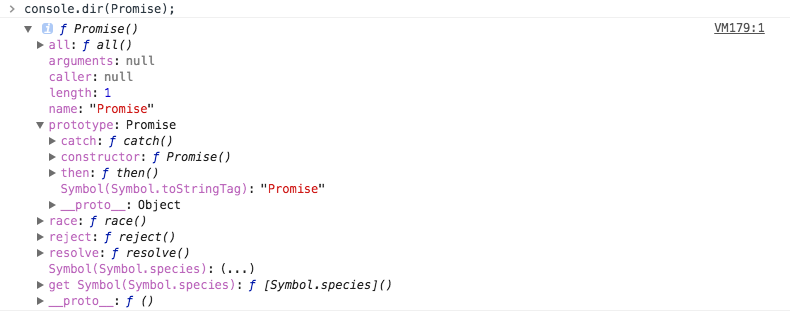 console.dir(Promise);
ƒ Promise() VM179:1
all: ƒ all()
arguments: null
caller: null
length: 1
name: "Promise"
prototype: Promise
catch: ƒ catch()
constructor: ƒ Promise()
then: ƒ then()
Symbol(Symbol.toStringTag): "Promise"
__proto__: Object
race: ƒ race()
reject: ƒ reject()
resolve: ƒ resolve()
Symbol(Symbol.species): (...)
get Symbol(Symbol.species): ƒ [Symbol.species]()
__proto__: ƒ ()